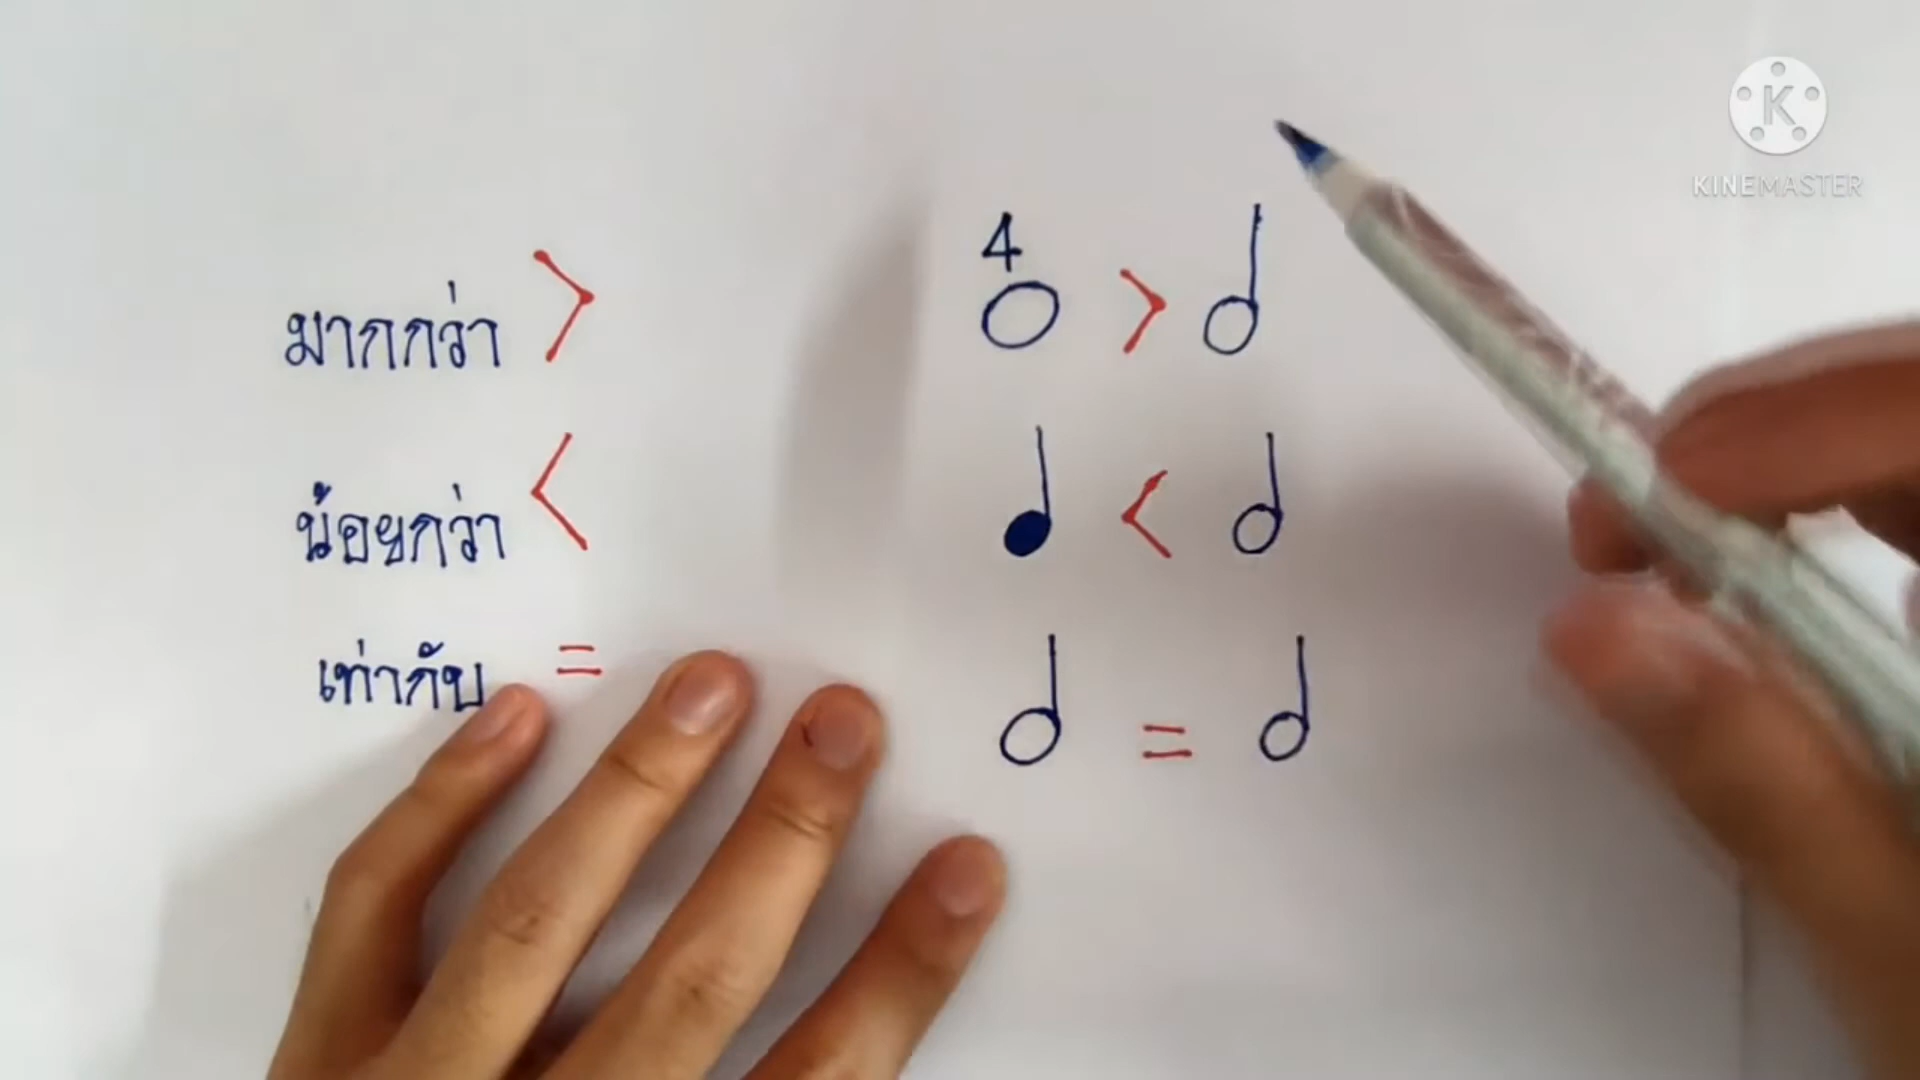 มากกว่า >
น้อยกว่า <
เท่ากับ =
4
>
<
=
K
KINEMASTER